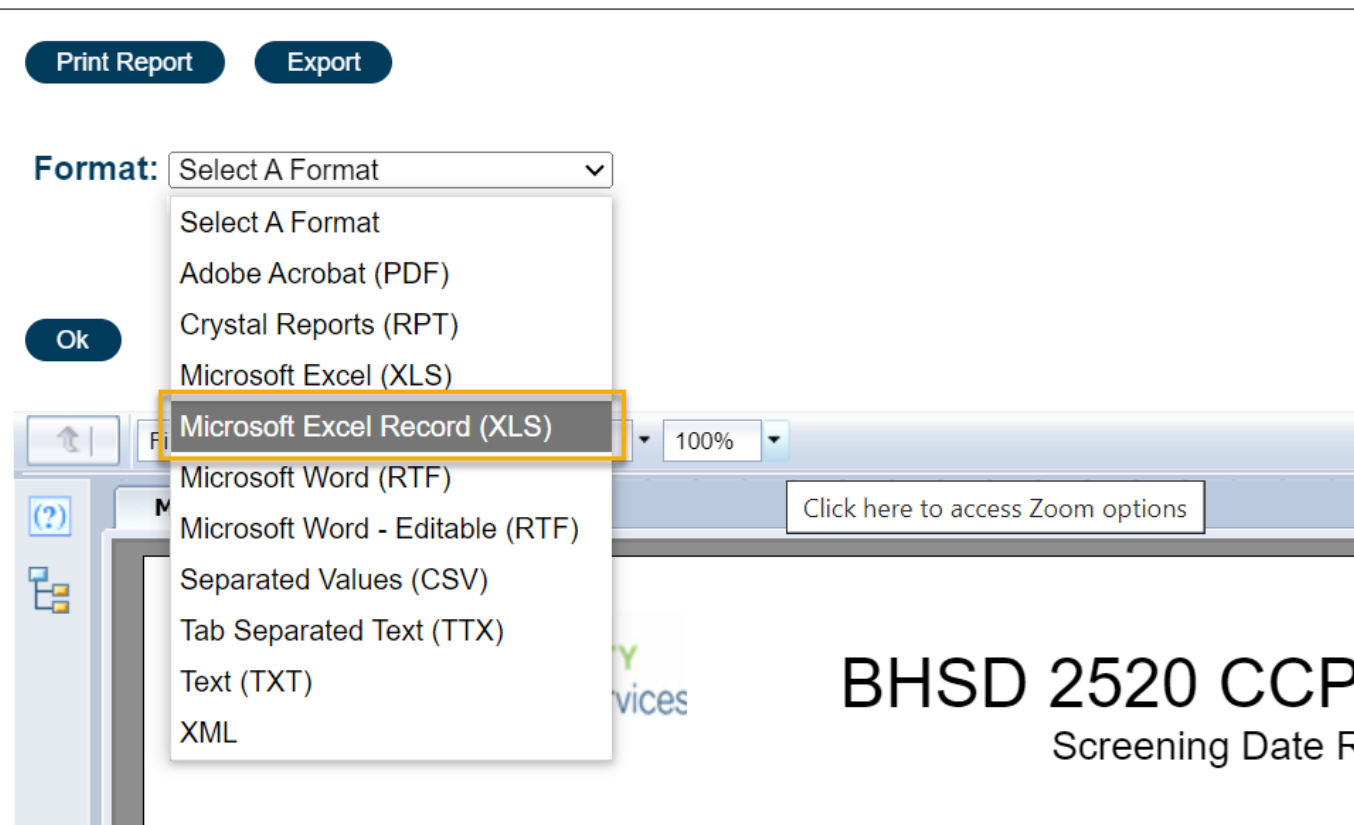 Print Report Export
Format: Select A Format
Select A Format
Adobe Acrobat (PDF)
Crystal Reports (RPT)
Ok
Microsoft Excel (XLS)
Microsoft Excel Record (XLS)
100%
Microsoft Word (RTF)
(?)
Click here to access Zoom options
Microsoft Word - Editable (RTF)
Separated Values (CSV)
Tab Separated Text (TTX)
Text (TXT)
BHSD 2520 CCP
XML
Screening Date R